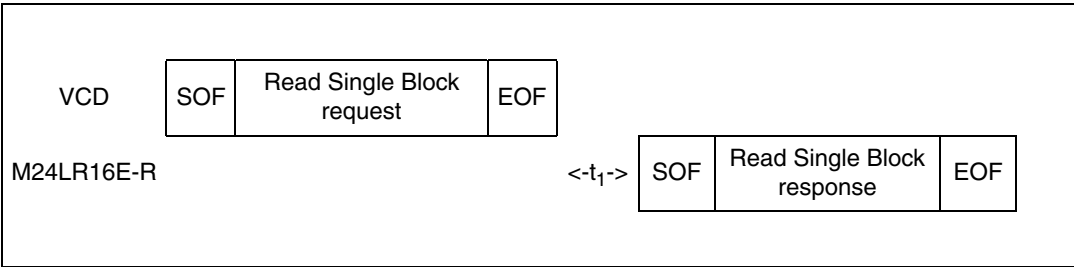 VCD SOF Read Single Block request EOF
M24LR16E-R <-t1-> SOF Read Single Block response EOF